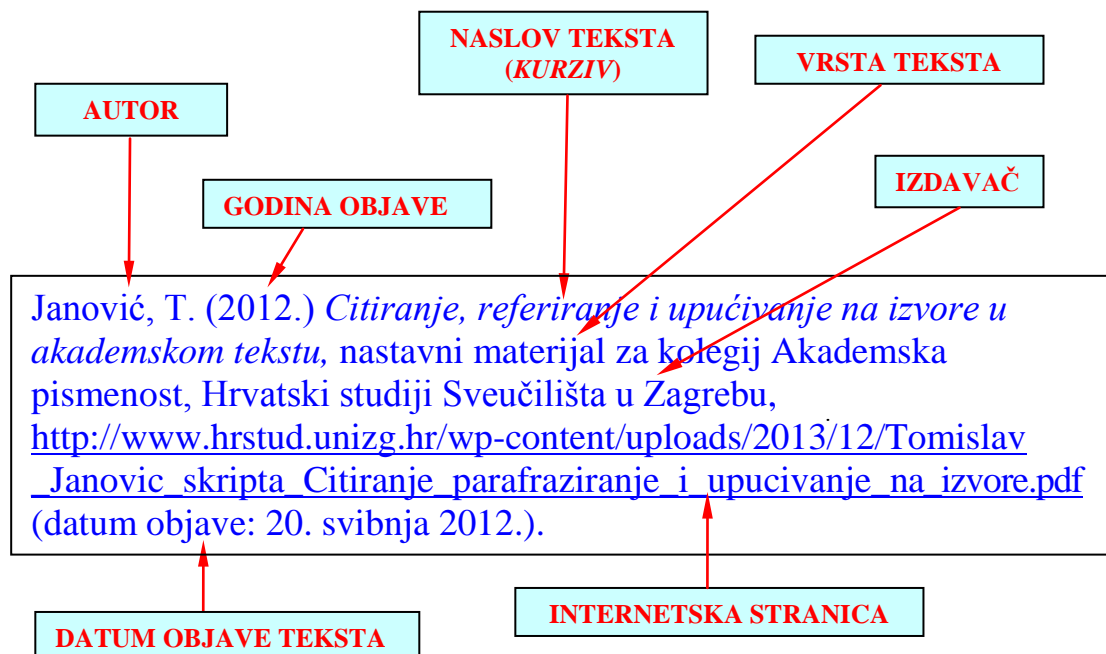 NASLOV TEKSTA
(KURZIV)
VRSTA TEKSTA
AUTOR
IZDAVAČ
GODINA OBJAVE
Janović, T. (2012.) Citiranje, referiranje i upućivanje na izvore u
akademskom tekstu, nastavni materijal za kolegij Akademska
pismenost, Hrvatski studiji Sveučilišta u Zagrebu,
http://www.hrstud.unizg.hr/wp-content/uploads/2013/12/Tomislav
_Janovic_skripta_Citiranje_parafraziranje_i_upucivanje_na_izvore.pdf
(datum objave: 20. svibnja 2012.).
INTERNETSKA STRANICA
DATUM OBJAVE TEKSTA